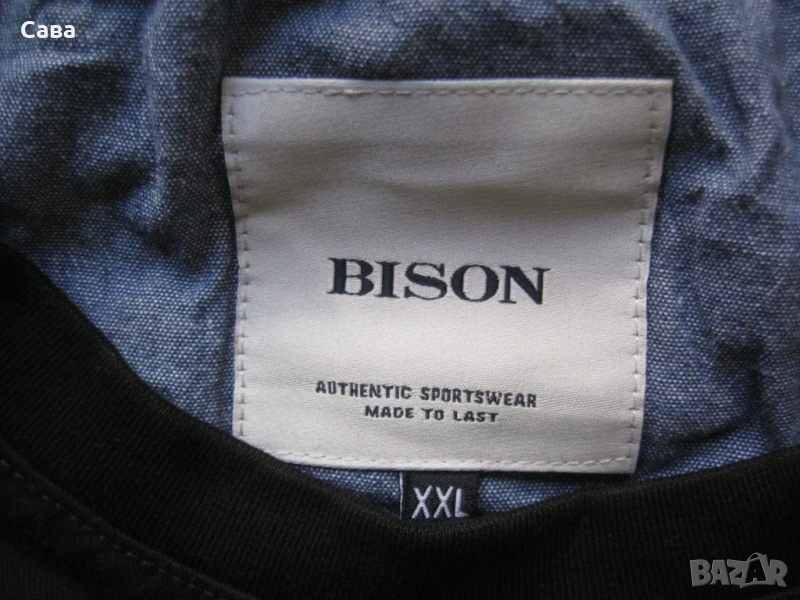 Сава
BISON
AUTHENTIC SPORTSWEAR
MADE TO LAST
XXL
BAZAR